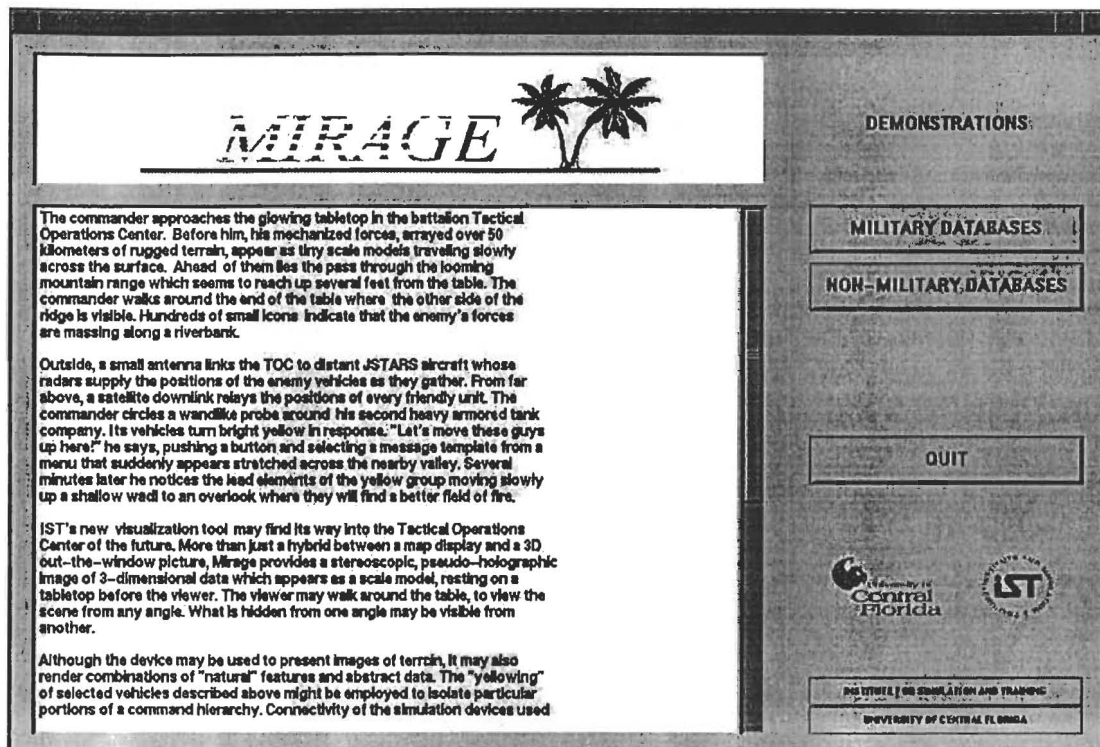 MIRAGE
The commander approaches the glowing tabletop in the battalion Tactical
Operations Center. Before him, his mechanized forces, arrayed over 50
kilometers of rugged terrain, appear as tiny scale models traveling slowly
across the surface. Ahead of them lies the pass through the looming
mountain range which seems to reach up several feet from the table. The
commander walks around the end of the table where the other side of the
ridge is visible. Hundreds of small icons indicate that the enemy's forces
are massing along a riverbank.
Outside, a small antenna links the TOC to distant JSTARS aircraft whose
radars supply the positions of the enemy vehicles as they gather. From far
above, a satellite downlink relays the positions of every friendly unit. The
commander circles a wandlike probe around his second heavy armored tank
company. Its vehicles turn bright yellow in response. "Let's move these guys
up here!" he says, pushing a button and selecting a message template from a
menu that suddenly appears stretched across the nearby valley. Several
minutes later he notices the lead elements of the yellow group moving slowly
up a shallow wadi to an overlook where they will find a better field of fire.
IST's new visualization tool may find its way into the Tactical Operations
Center of the future. More than just a hybrid between a map display and a 3D
out-the-window picture, Mirage provides a stereoscopic, pseudo-holographic
image of 3-dimensional data which appears as a scale model, resting on a
tabletop before the viewer. The viewer may walk around the table, to view the
scene from any angle. What is hidden from one angle may be visible from
another.
Although the device may be used to present images of terrain, it may also
render combinations of "natural" features and abstract data. The "yellowing"
of selected vehicles described above might be employed to isolate particular
portions of a command hierarchy. Connectivity of the simulation devices used
DEMONSTRATIONS:
MILITARY DATABASES
NON-MILITARY DATABASES
QUIT
University of
Central
Florida
IST
INSTITUTE FOR SIMULATION AND TRAINING
UNIVERSITY OF CENTRAL FLORIDA